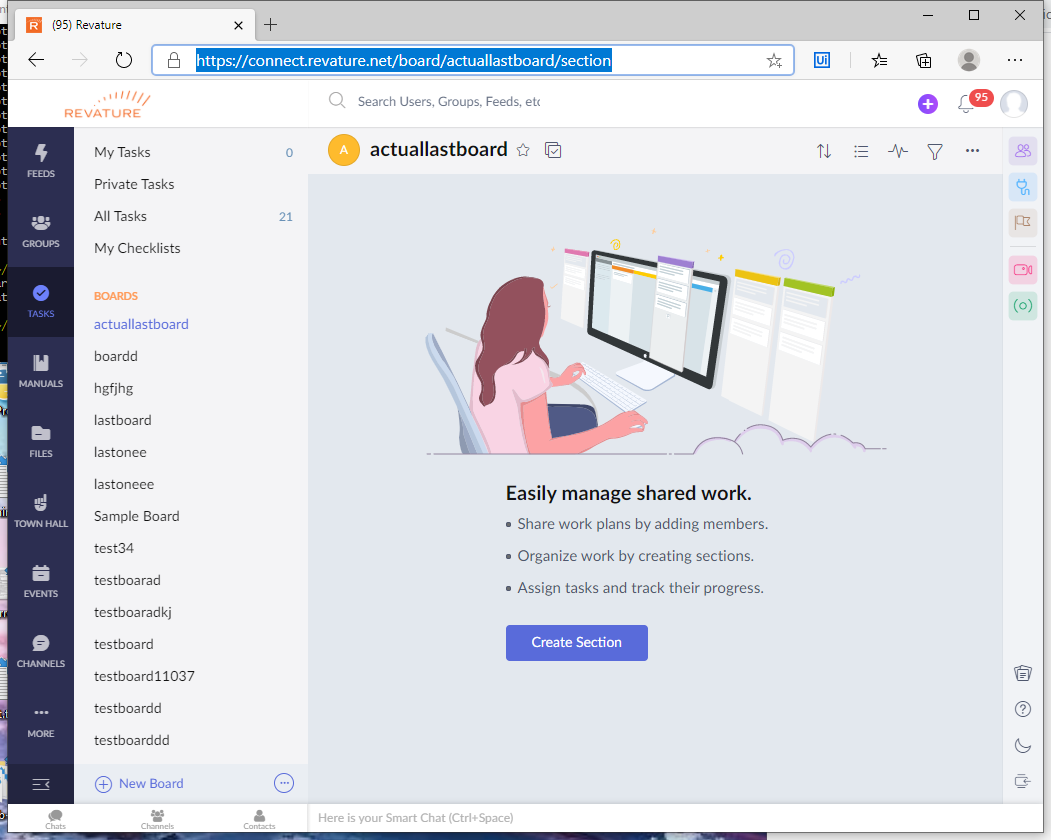 (95) Revature
https://connect.revature.net/board/actuallastboard/section
REVATURE
Search Users, Groups, Feeds, etc
95
FEEDS
GROUPS
TASKS
MANUALS
FILES
TOWN HALL
EVENTS
CHANNELS
MORE
My Tasks 0
Private Tasks
All Tasks 21
My Checklists
BOARDS
actuallastboard
boardd
hgfjhg
lastboard
lastonee
lastoneee
Sample Board
test34
testboarad
testboaradkj
testboard
testboard11037
testboardd
testboarddd
New Board
A actuallastboard
Easily manage shared work.
Share work plans by adding members.
Organize work by creating sections.
Assign tasks and track their progress.
Create Section
Chats
Channels
Contacts
Here is your Smart Chat (Ctrl+Space)